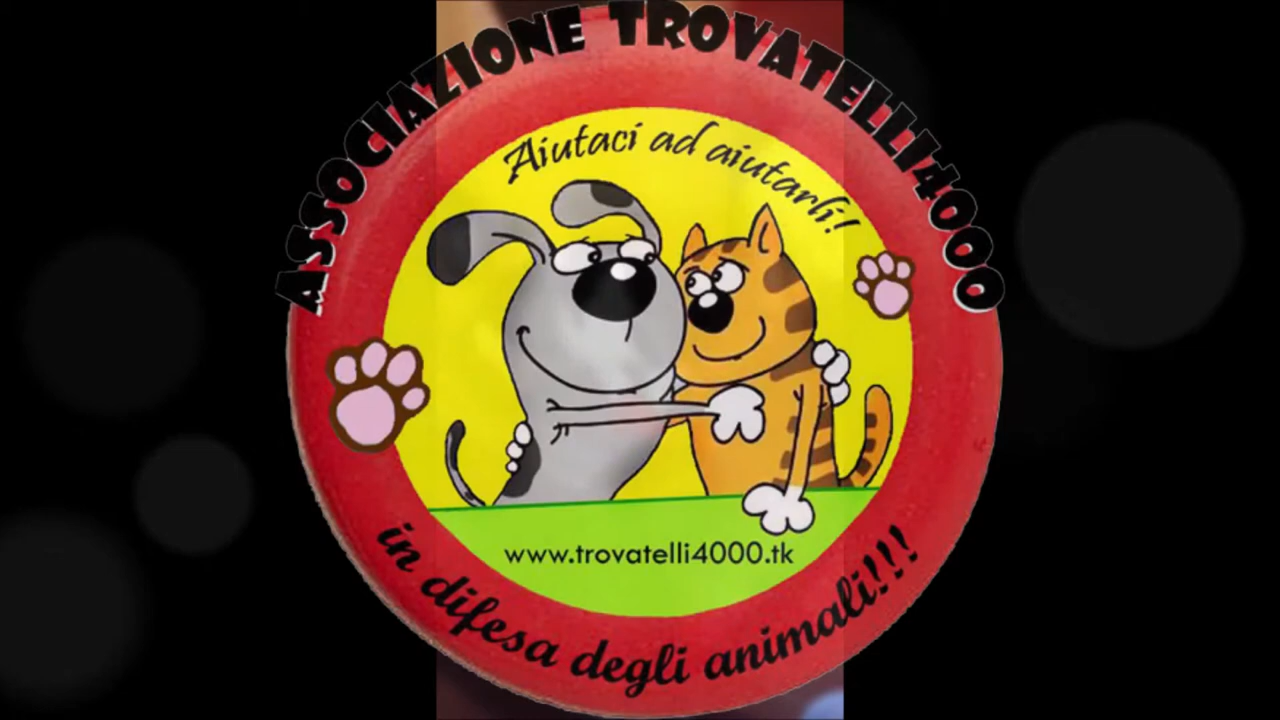 ASSOCIAZIONE TROVATELLI4000
Aiutaci ad aiutarli!
www.trovatelli4000.tk
in difesa degli animali!!!